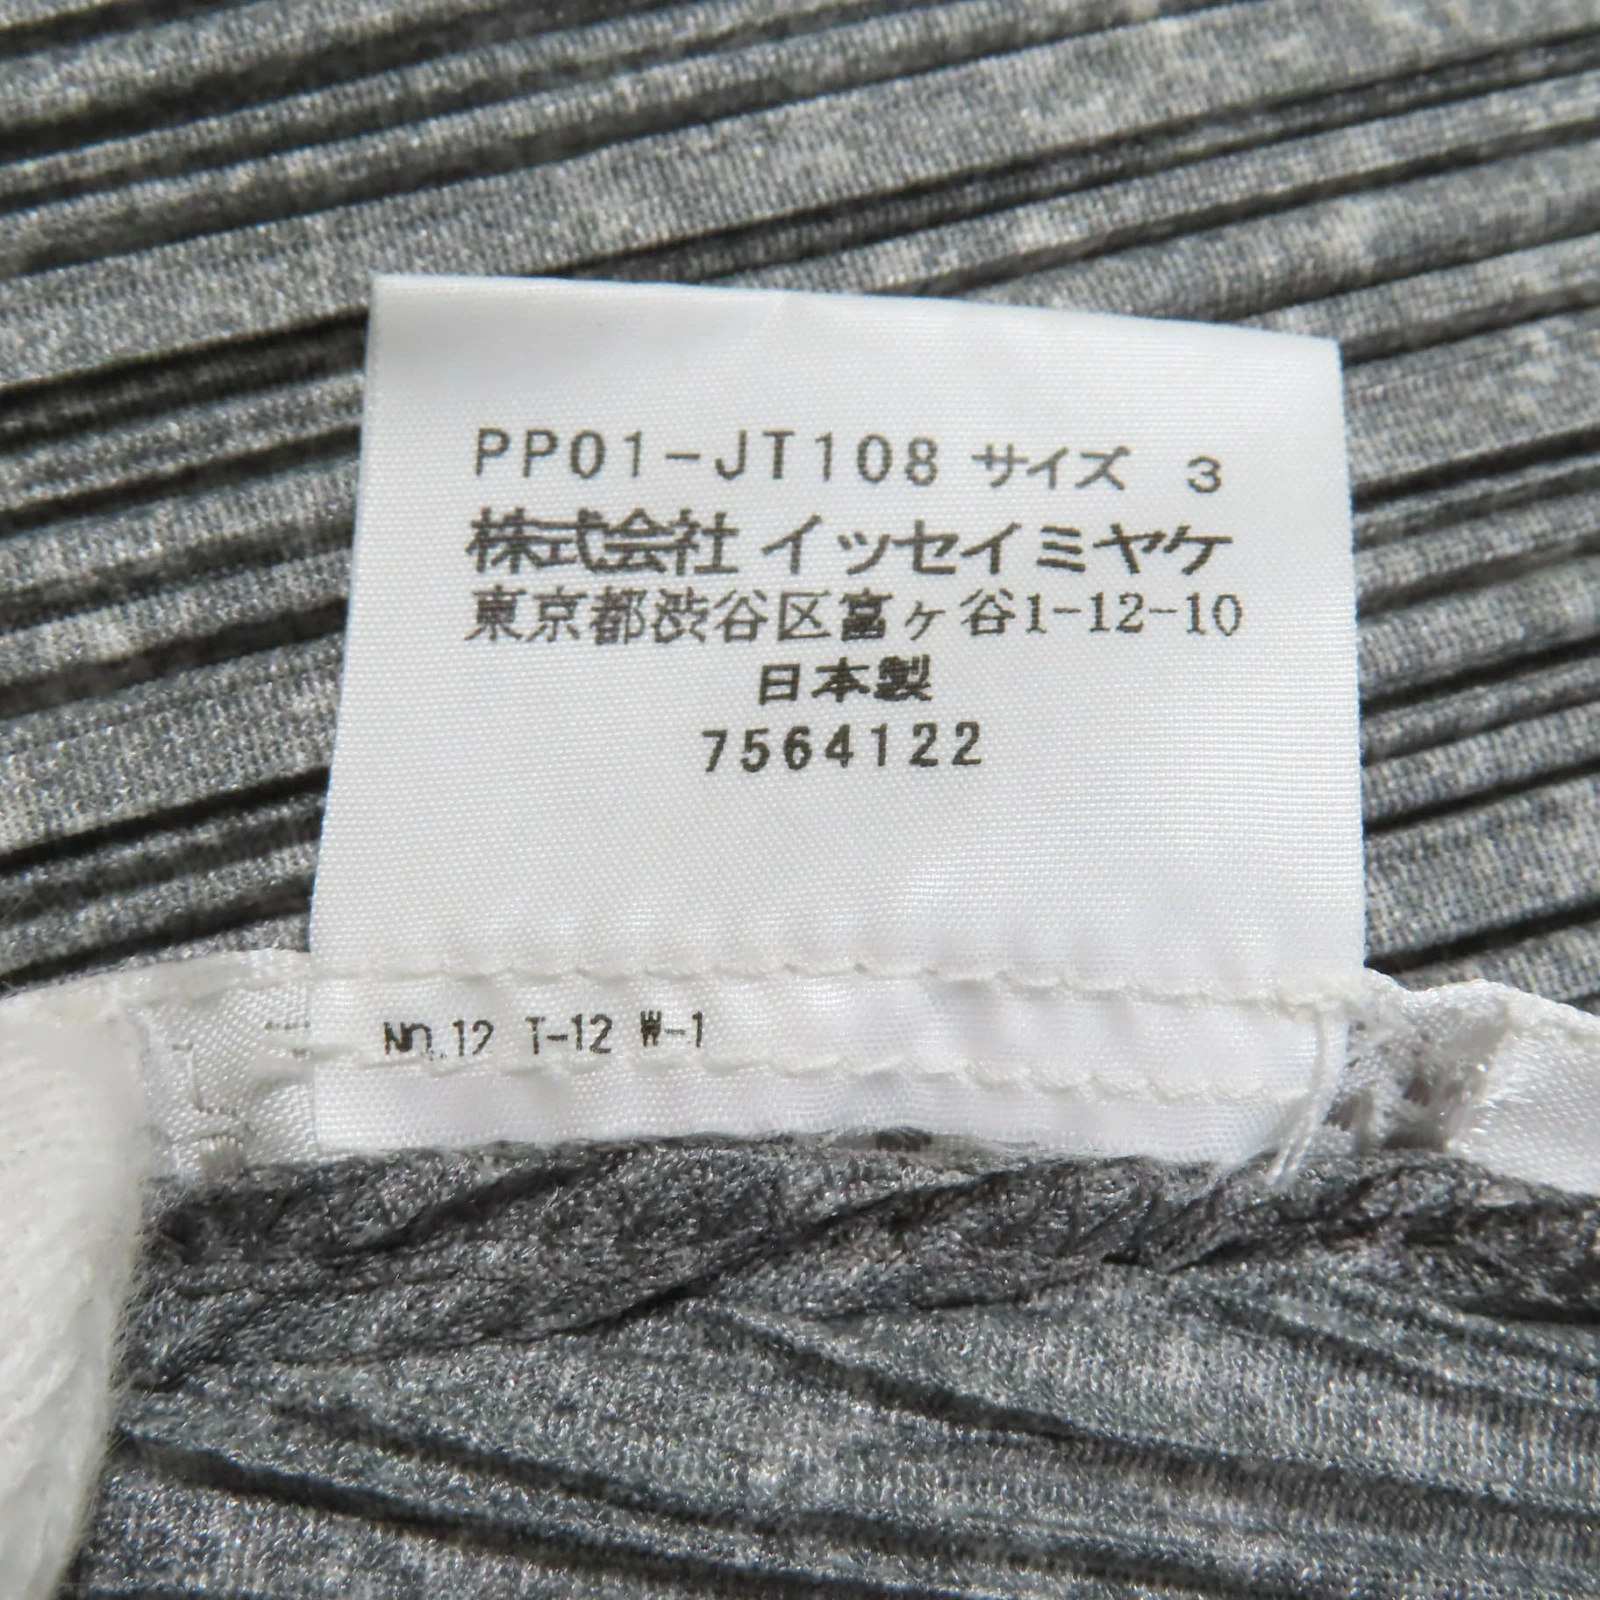 PP01-JT108 サイズ 3
株式会社 イッセイミヤケ
東京都渋谷区富ヶ谷1-12-10
日本製
7564122
NO.12 T-12 W-1